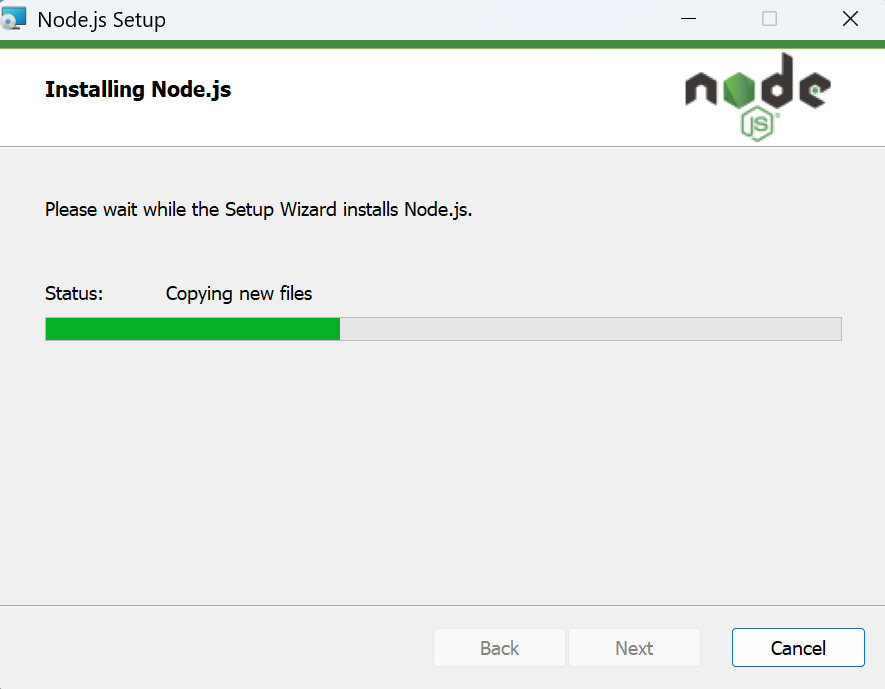 Node.js Setup
Installing Node.js
node
JS
Please wait while the Setup Wizard installs Node.js.
Status: Copying new files
Back Next Cancel